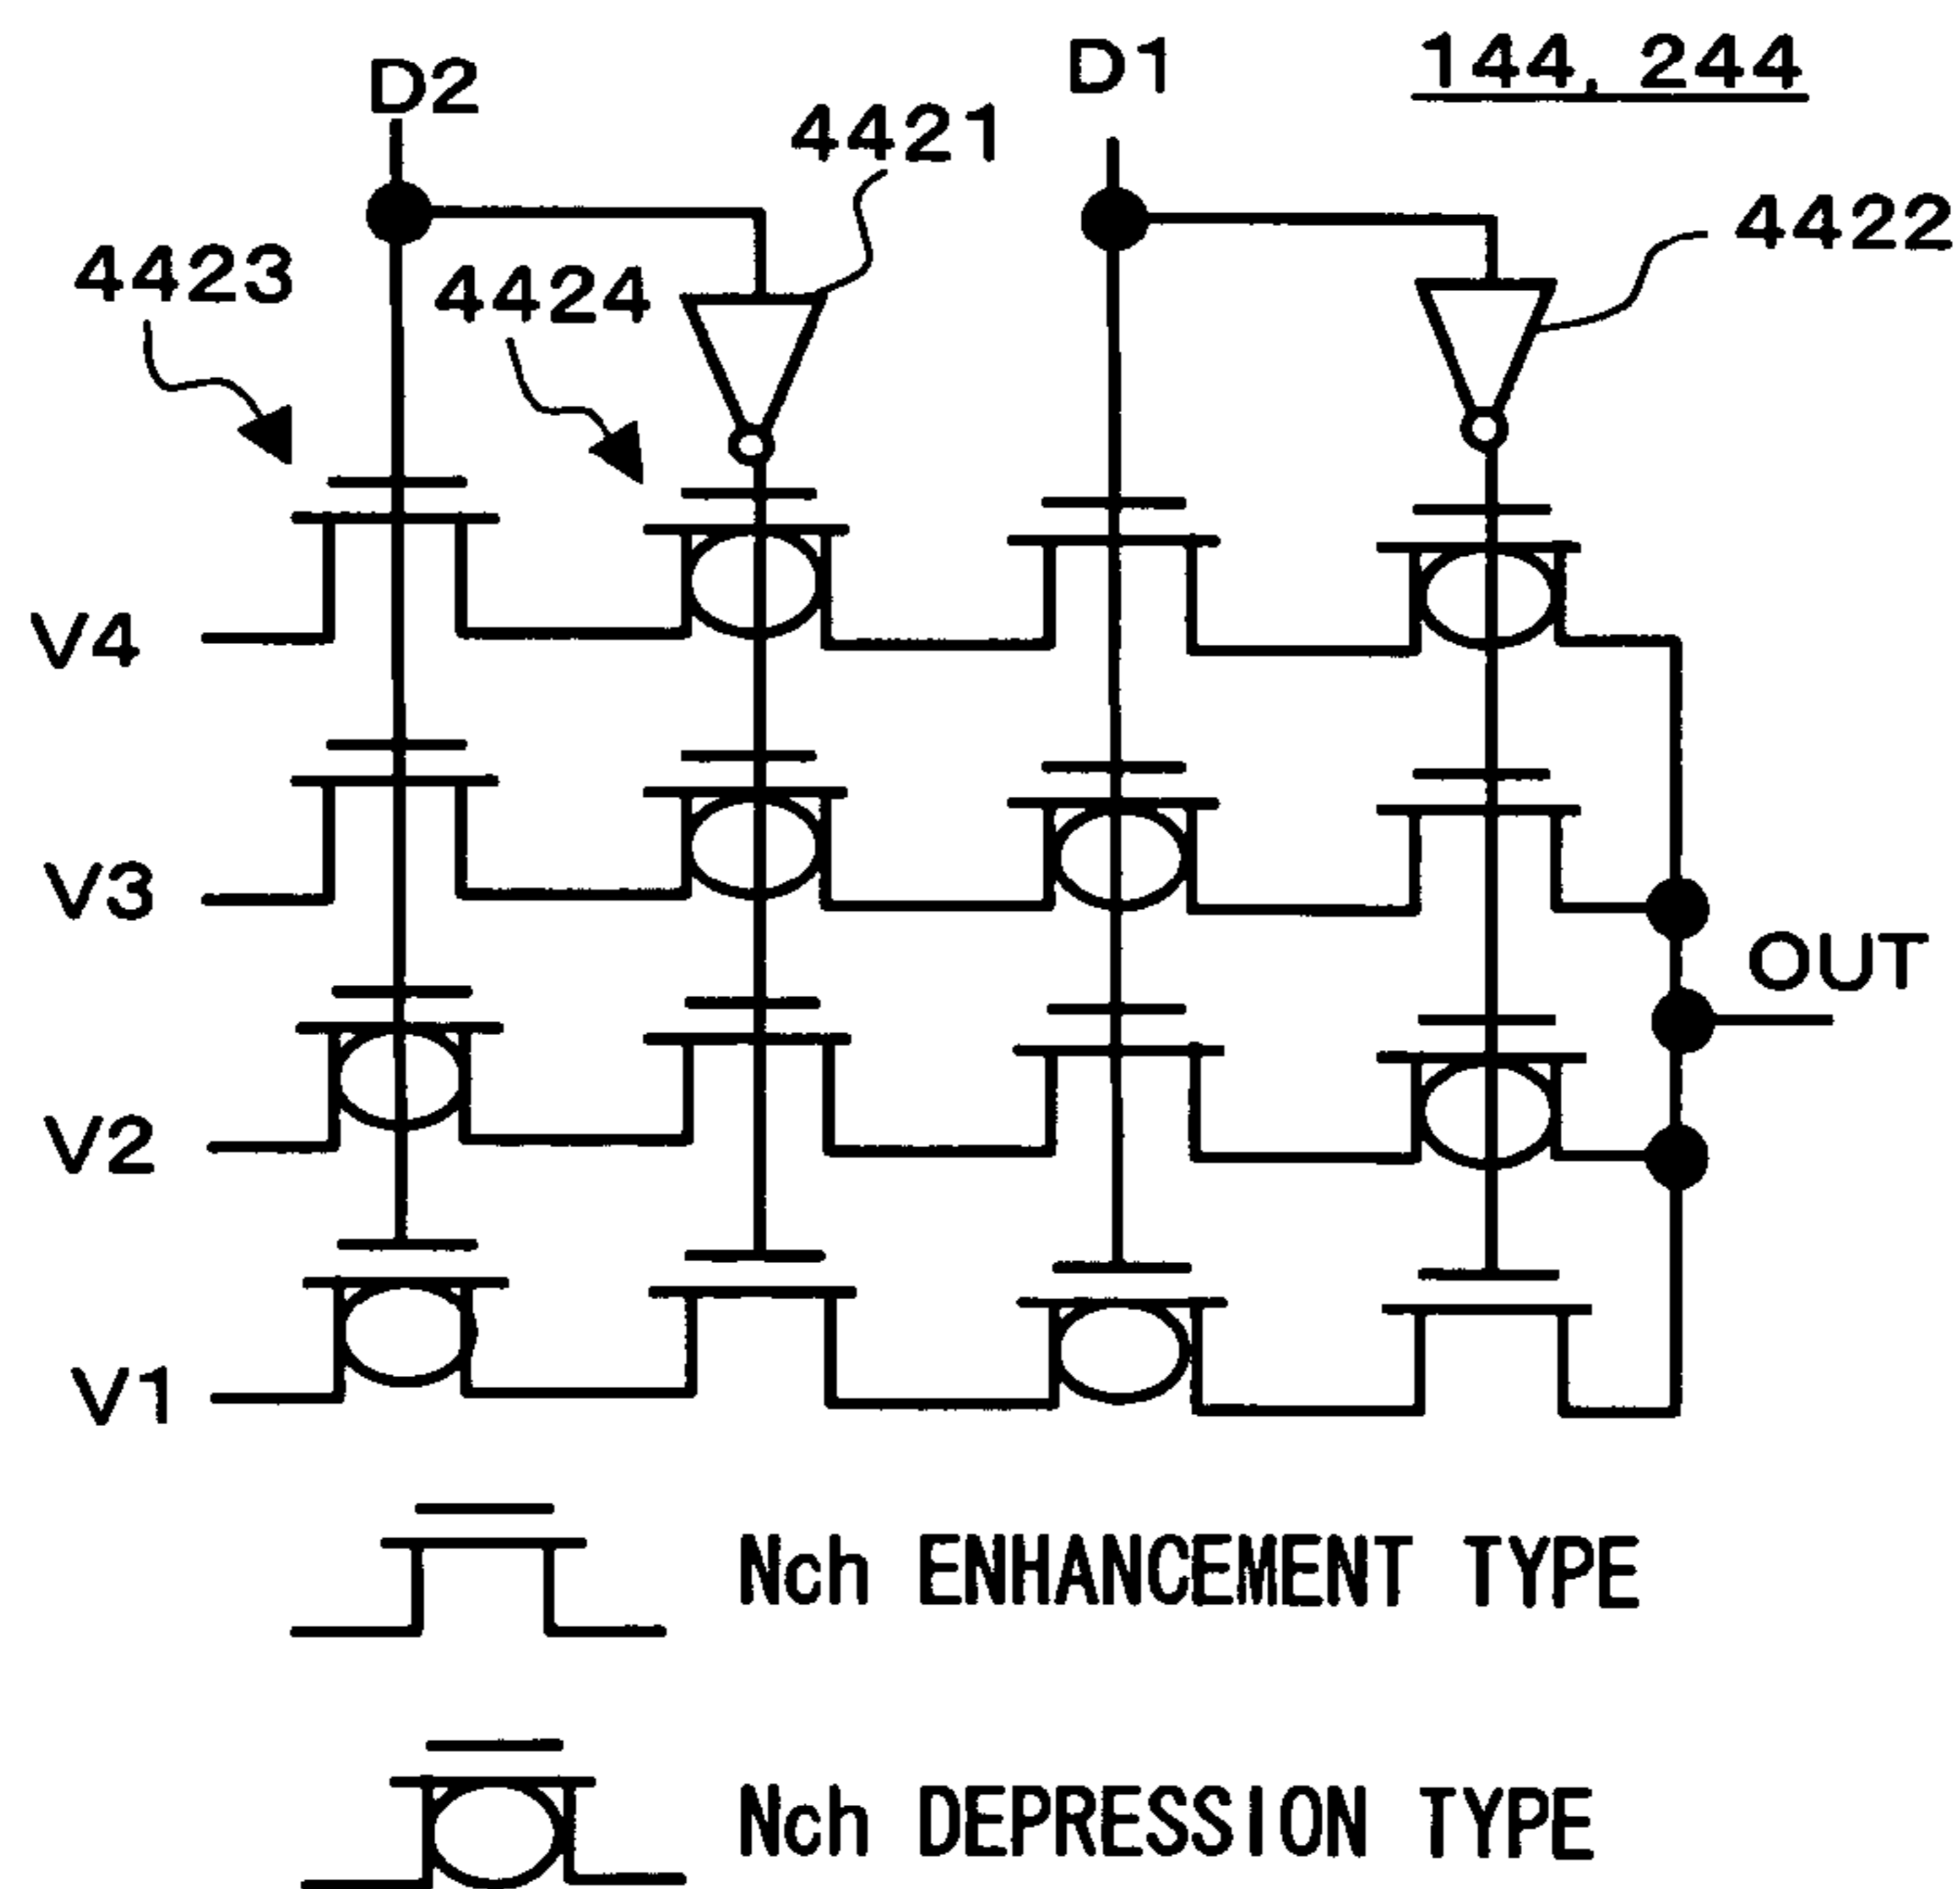 D2
D1
144, 244
4421
4422
4423
4424
V4
V3
OUT
V2
V1
Nch ENHANCEMENT TYPE
Nch DEPRESSION TYPE